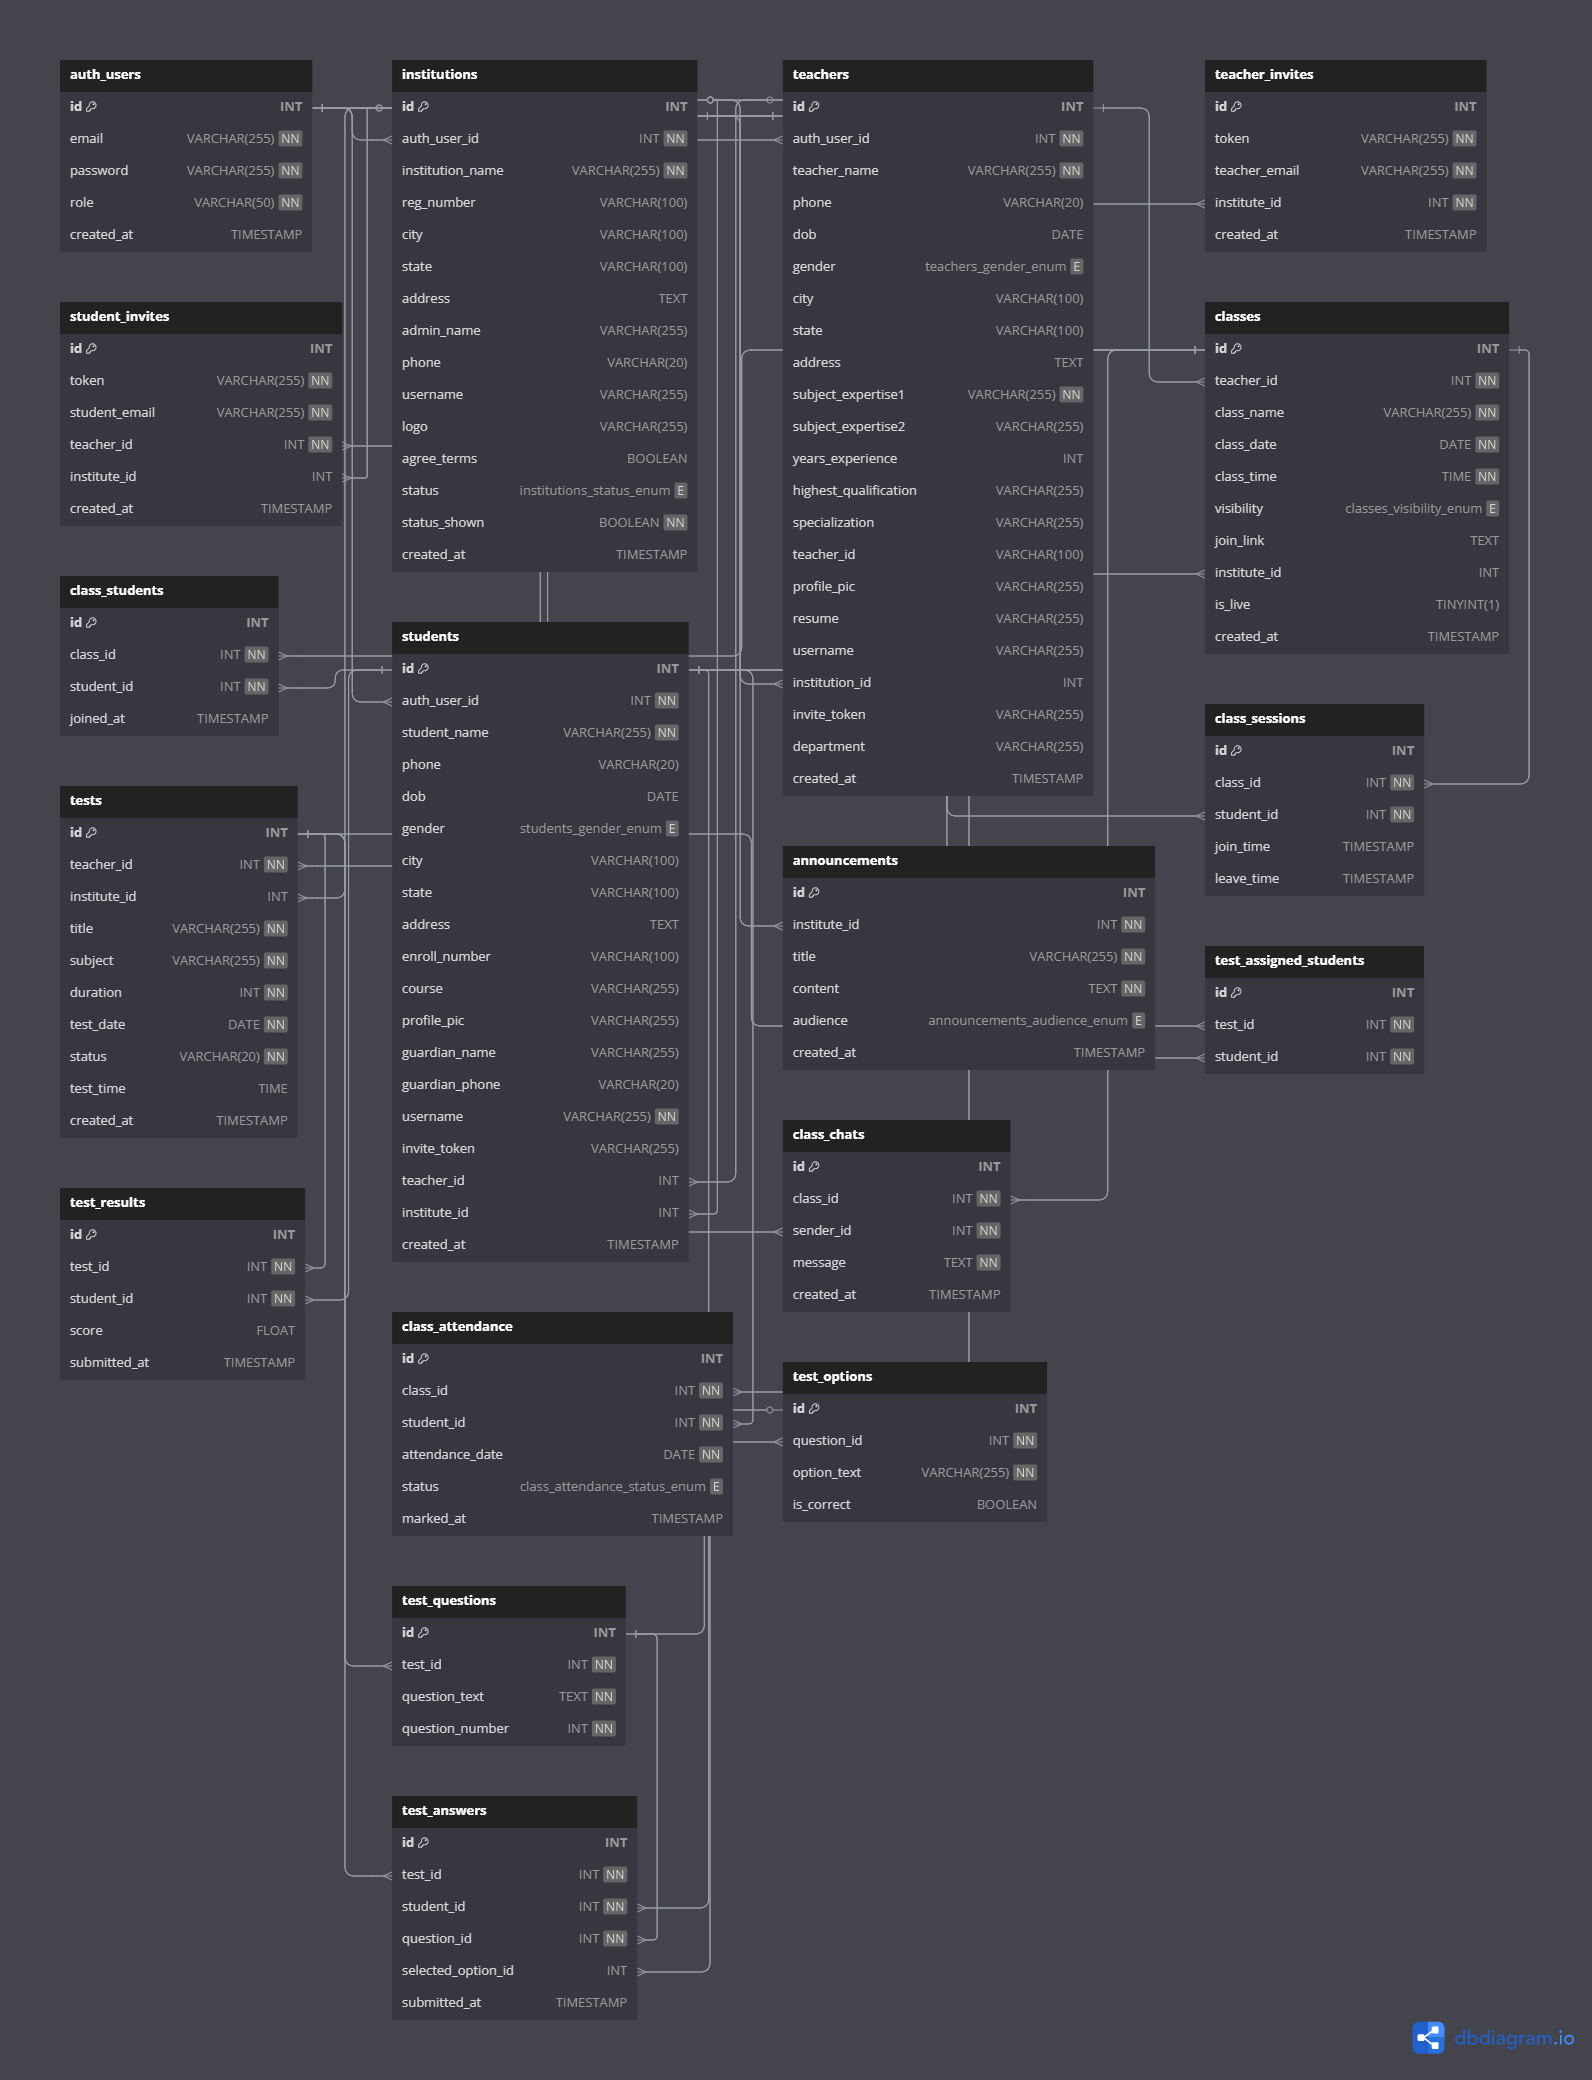 auth_users
id INT
email VARCHAR(255) NN
password VARCHAR(255) NN
role VARCHAR(50) NN
created_at TIMESTAMP
student_invites
id INT
token VARCHAR(255) NN
student_email VARCHAR(255) NN
teacher_id INT NN
institute_id INT
created_at TIMESTAMP
class_students
id INT
class_id INT NN
student_id INT NN
joined_at TIMESTAMP
tests
id INT
teacher_id INT NN
institute_id INT
title VARCHAR(255) NN
subject VARCHAR(255) NN
duration INT NN
test_date DATE NN
status VARCHAR(20) NN
test_time TIME
created_at TIMESTAMP
test_results
id INT
test_id INT NN
student_id INT NN
score FLOAT
submitted_at TIMESTAMP
institutions
id INT
auth_user_id INT NN
institution_name VARCHAR(255) NN
reg_number VARCHAR(100)
city VARCHAR(100)
state VARCHAR(100)
address TEXT
admin_name VARCHAR(255)
phone VARCHAR(20)
username VARCHAR(255)
logo VARCHAR(255)
agree_terms BOOLEAN
status institutions_status_enum E
status_shown BOOLEAN NN
created_at TIMESTAMP
students
id INT
auth_user_id INT NN
student_name VARCHAR(255) NN
phone VARCHAR(20)
dob DATE
gender students_gender_enum E
city VARCHAR(100)
state VARCHAR(100)
address TEXT
enroll_number VARCHAR(100)
course VARCHAR(255)
profile_pic VARCHAR(255)
guardian_name VARCHAR(255)
guardian_phone VARCHAR(20)
username VARCHAR(255) NN
invite_token VARCHAR(255)
teacher_id INT
institute_id INT
created_at TIMESTAMP
class_attendance
id INT
class_id INT NN
student_id INT NN
attendance_date DATE NN
status class_attendance_status_enum E
marked_at TIMESTAMP
test_questions
id INT
test_id INT NN
question_text TEXT NN
question_number INT NN
test_answers
id INT
test_id INT NN
student_id INT NN
question_id INT NN
selected_option_id INT
submitted_at TIMESTAMP
teachers
id INT
auth_user_id INT NN
teacher_name VARCHAR(255) NN
phone VARCHAR(20)
dob DATE
gender teachers_gender_enum E
city VARCHAR(100)
state VARCHAR(100)
address TEXT
subject_expertise1 VARCHAR(255) NN
subject_expertise2 VARCHAR(255)
years_experience INT
highest_qualification VARCHAR(255)
specialization VARCHAR(255)
teacher_id VARCHAR(100)
profile_pic VARCHAR(255)
resume VARCHAR(255)
username VARCHAR(255)
institution_id INT
invite_token VARCHAR(255)
department VARCHAR(255)
created_at TIMESTAMP
announcements
id INT
institute_id INT NN
title VARCHAR(255) NN
content TEXT NN
audience announcements_audience_enum E
created_at TIMESTAMP
class_chats
id INT
class_id INT NN
sender_id INT NN
message TEXT NN
created_at TIMESTAMP
test_options
id INT
question_id INT NN
option_text VARCHAR(255) NN
is_correct BOOLEAN
teacher_invites
id INT
token VARCHAR(255) NN
teacher_email VARCHAR(255) NN
institute_id INT NN
created_at TIMESTAMP
classes
id INT
teacher_id INT NN
class_name VARCHAR(255) NN
class_date DATE NN
class_time TIME NN
visibility classes_visibility_enum E
join_link TEXT
institute_id INT
is_live TINYINT(1)
created_at TIMESTAMP
class_sessions
id INT
class_id INT NN
student_id INT NN
join_time TIMESTAMP
leave_time TIMESTAMP
test_assigned_students
id INT
test_id INT NN
student_id INT NN
dbdiagram.io